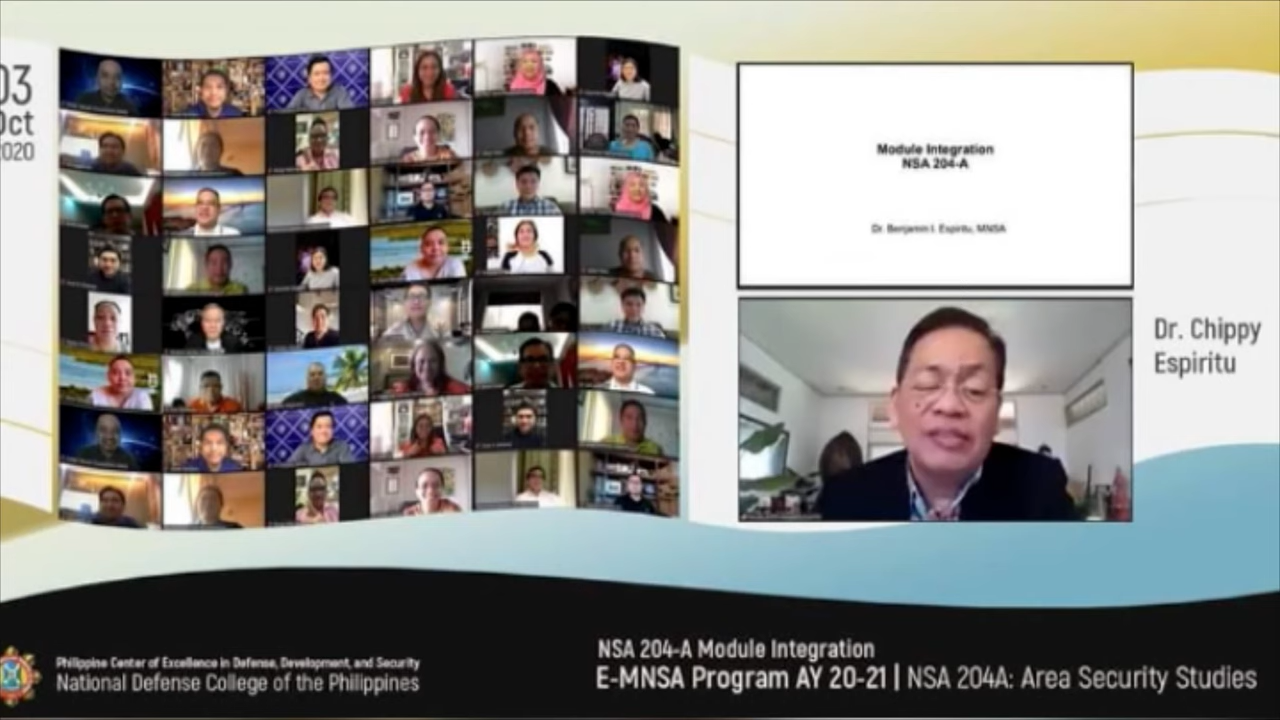 03
Oct
2020
Module Integration
NSA 204-A
Dr. Benjamin I. Espiritu, MNSA
Dr. Chippy
Espiritu
Philippine Center of Excellence in Defense, Development, and Security
National Defense College of the Philippines
NSA 204-A Module Integration
E-MNSA Program AY 20-21 | NSA 204A: Area Security Studies